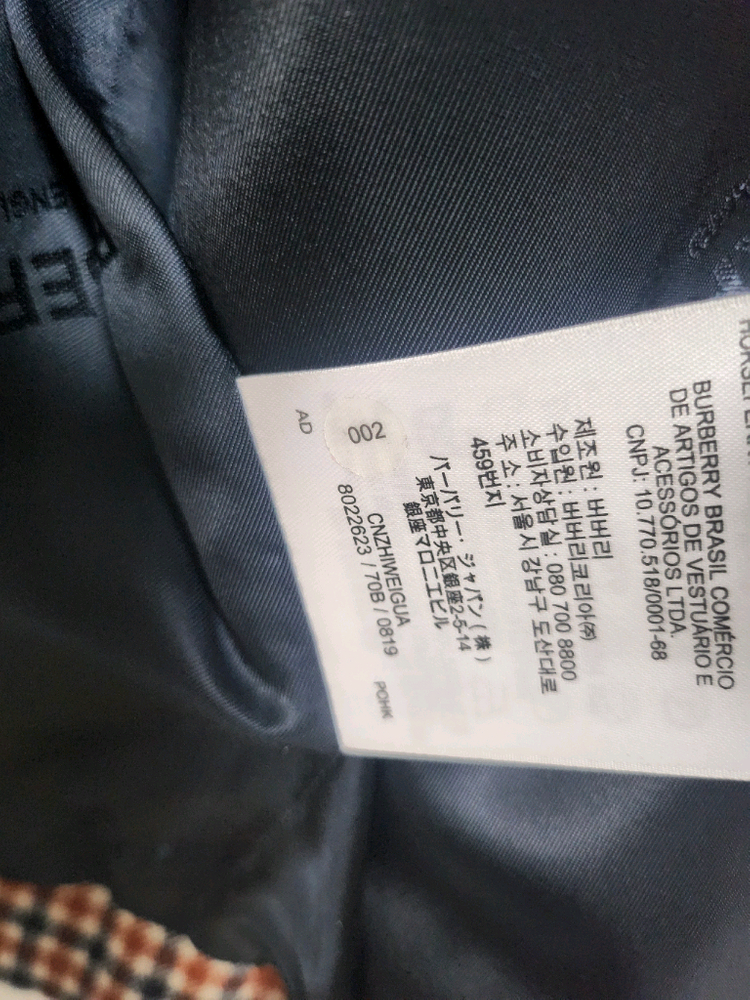 BURBERRY BRASIL COMÉRCIO
DE ARTIGOS DE VESTUÁRIO E
ACESSÓRIOS LTDA.
CNPJ: 10.770.518/0001-68
제조원 : 버버리
수입원 : 버버리코리아㈜
소비자상담실 : 080 700 8800
주 소 : 서울시 강남구 도산대로
459번지
バーバリー・ジャパン(株)
東京都中央区銀座2-5-14
銀座マロニエビル
CNZHIWEIGUA
8022623 / 70B / 0819
POHK
002
AD